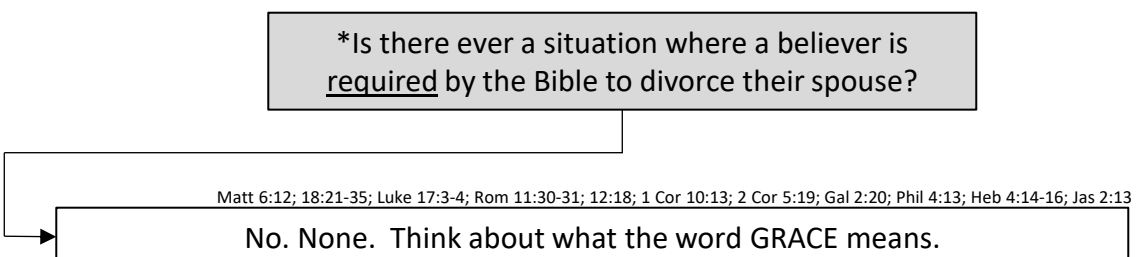 *Is there ever a situation where a believer is
required by the Bible to divorce their spouse?
Matt 6:12; 18:21-35; Luke 17:3-4; Rom 11:30-31; 12:18; 1 Cor 10:13; 2 Cor 5:19; Gal 2:20; Phil 4:13; Heb 4:14-16; Jas 2:13
No. None.  Think about what the word GRACE means.